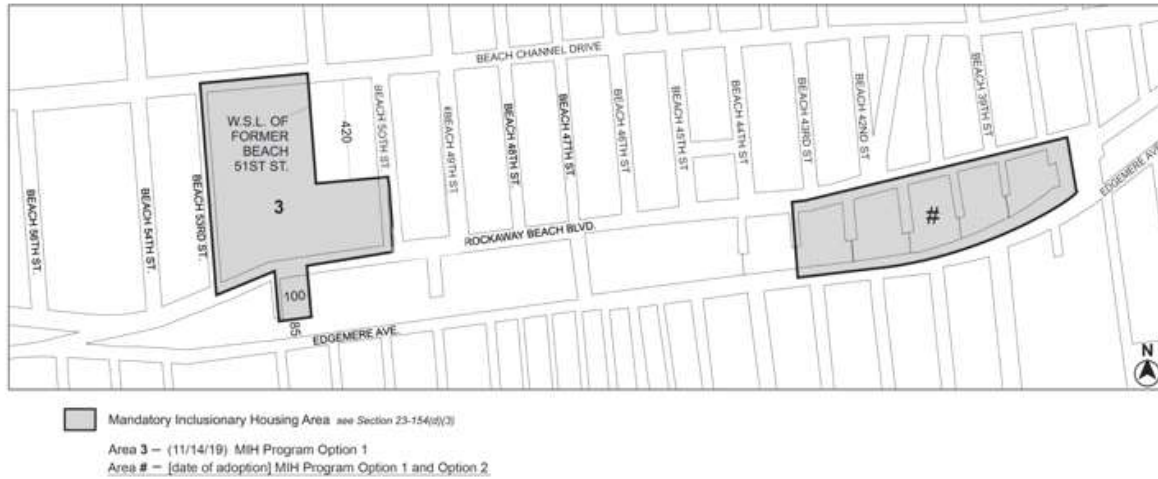 BEACH CHANNEL DRIVE
W.S.L. OF
FORMER
BEACH
51ST ST.
3
420
BEACH 50TH ST.
BEACH 49TH ST
BEACH 48TH ST.
BEACH 47TH ST.
BEACH 46TH ST
BEACH 45TH ST
BEACH 44TH ST
BEACH 43RD ST
BEACH 42ND ST
BEACH 39TH ST
BEACH 56TH ST.
BEACH 54TH ST.
BEACH 53RD ST.
ROCKAWAY BEACH BLVD.
#
EDGEMERE AVE.
100
85
EDGEMERE AVE.
N
Mandatory Inclusionary Housing Area see Section 23-154(d)(3)
Area 3 – (11/14/19) MIH Program Option 1
Area # – [date of adoption] MIH Program Option 1 and Option 2